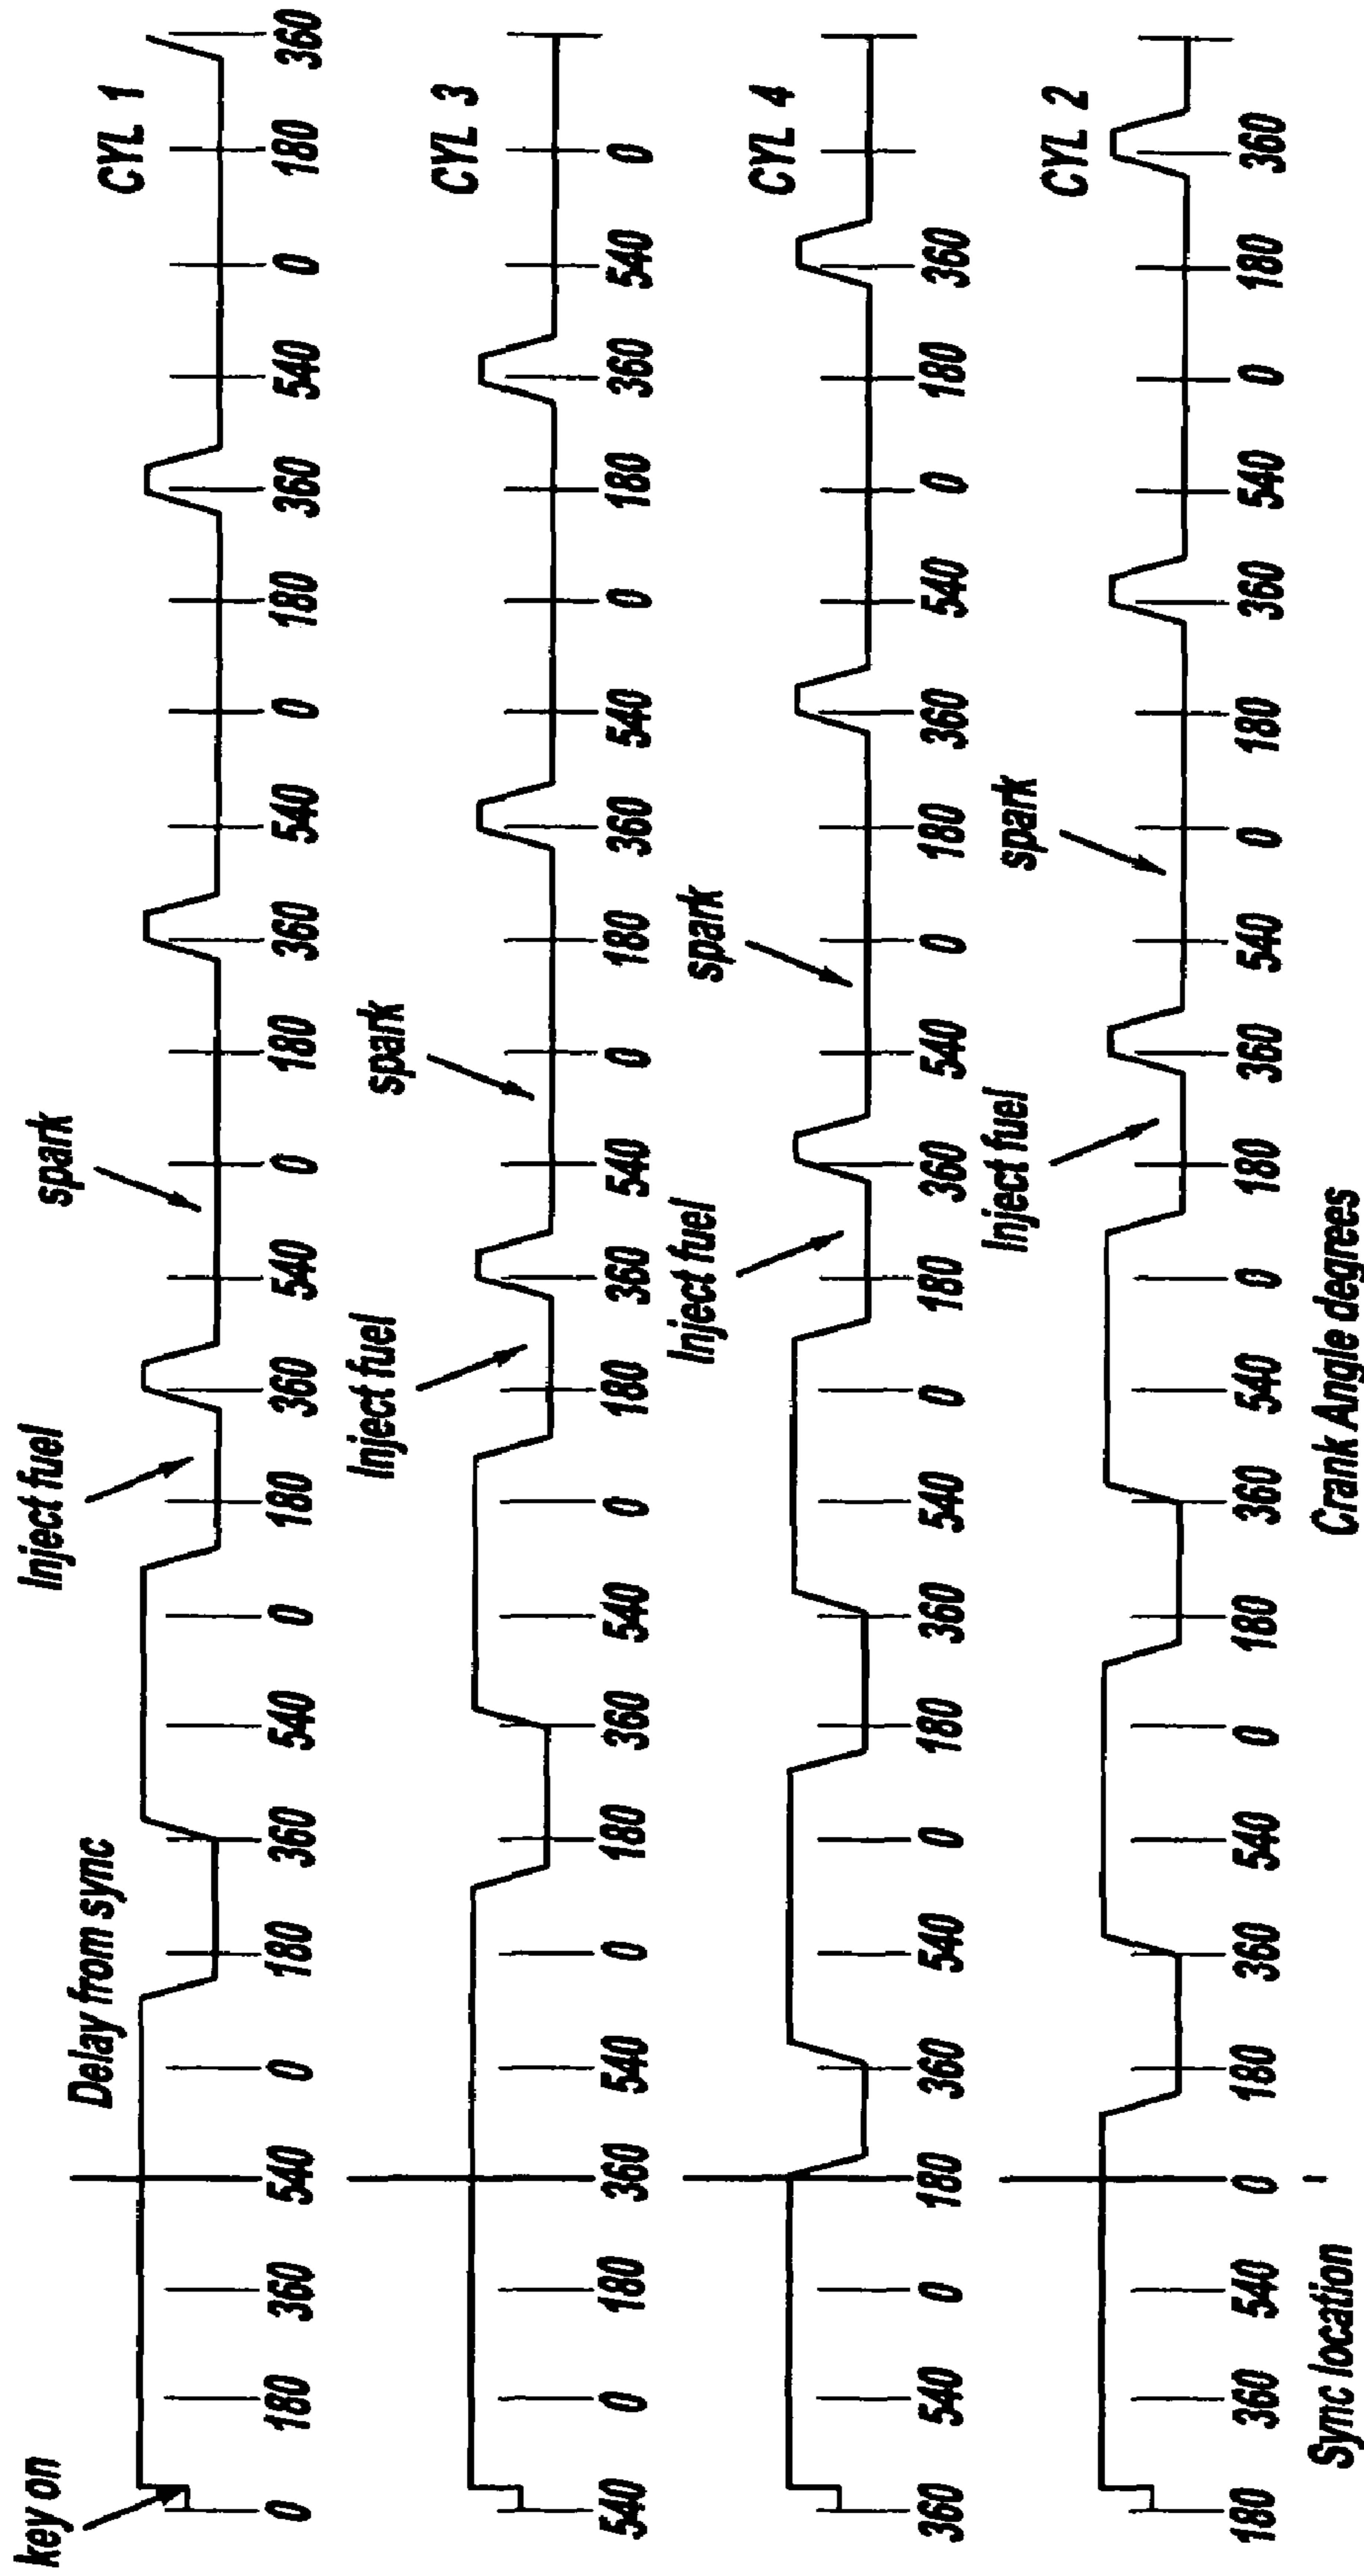 key on
Delay from sync
Inject fuel
spark
CYL 1
0 180 360 540 0 180 360 540 0 180 360 540 0 180 360 540 0 180 360 540 0 180 360
Inject fuel
spark
CYL 3
540 0 180 360 540 0 180 360 540 0 180 360 540 0 180 360 540 0 180 360 540 0
Inject fuel
spark
CYL 4
360 540 0 180 360 540 0 180 360 540 0 180 360 540 0 180 360 540 0 180 360
Inject fuel
spark
CYL 2
180 360 540 0 180 360 540 0 180 360 540 0 180 360 540 0 180 360 540 0 180 360
Sync location
Crank Angle degrees